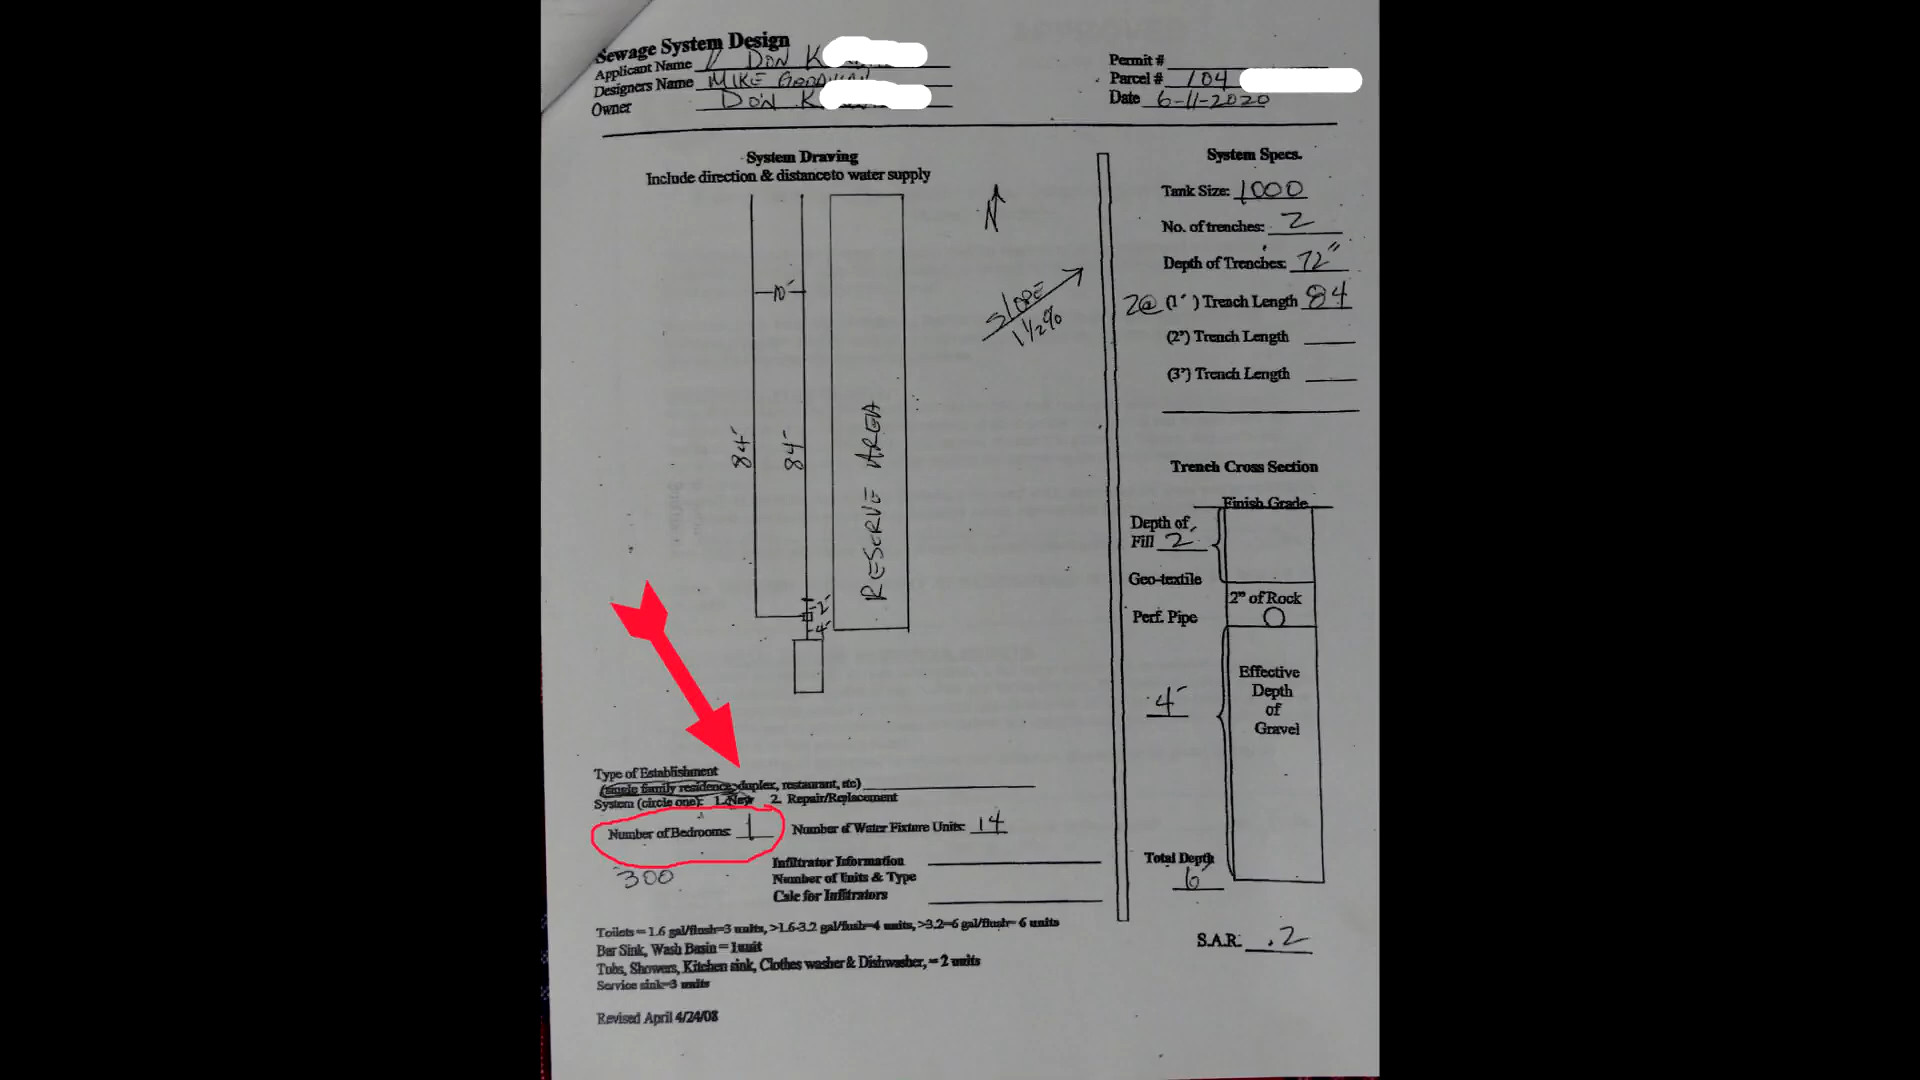 Sewage System Design
Applicant Name DON K
Designers Name MIKE
Owner DON K
Permit #
Parcel # 104
Date 6-11-2020
System Drawing
Include direction & distance to water supply
N
10'
SLOPE
1 1/2 %
84'
84'
RESERVE AREA
2'
4'
System Specs.
Tank Size: 1000
No. of trenches: 2
Depth of Trenches: 72"
2@ (1' ) Trench Length 84
(2') Trench Length
(3') Trench Length
Trench Cross Section
Finish Grade
Depth of
Fill 2
Geo-textile
2" of Rock
Perf. Pipe
Effective
Depth
of
Gravel
4'
Total Depth
6'
S.A.R. .2
Type of Establishment
(single family residence, duplex, restaurant, etc)
System (circle one): 1. New 2. Repair/Replacement
Number of Bedrooms: 1 Number of Water Fixture Units: 14
300
Infiltrator Information
Number of Units & Type
Calc for Infiltrators
Toilets = 1.6 gal/flush=3 units, >1.6-3.2 gal/flush=4 units, >3.2=6 gal/flush= 6 units
Bar Sink, Wash Basin = 1 unit
Tubs, Showers, Kitchen sink, Clothes washer & Dishwasher, = 2 units
Service sink=3 units
Revised April 4/24/08